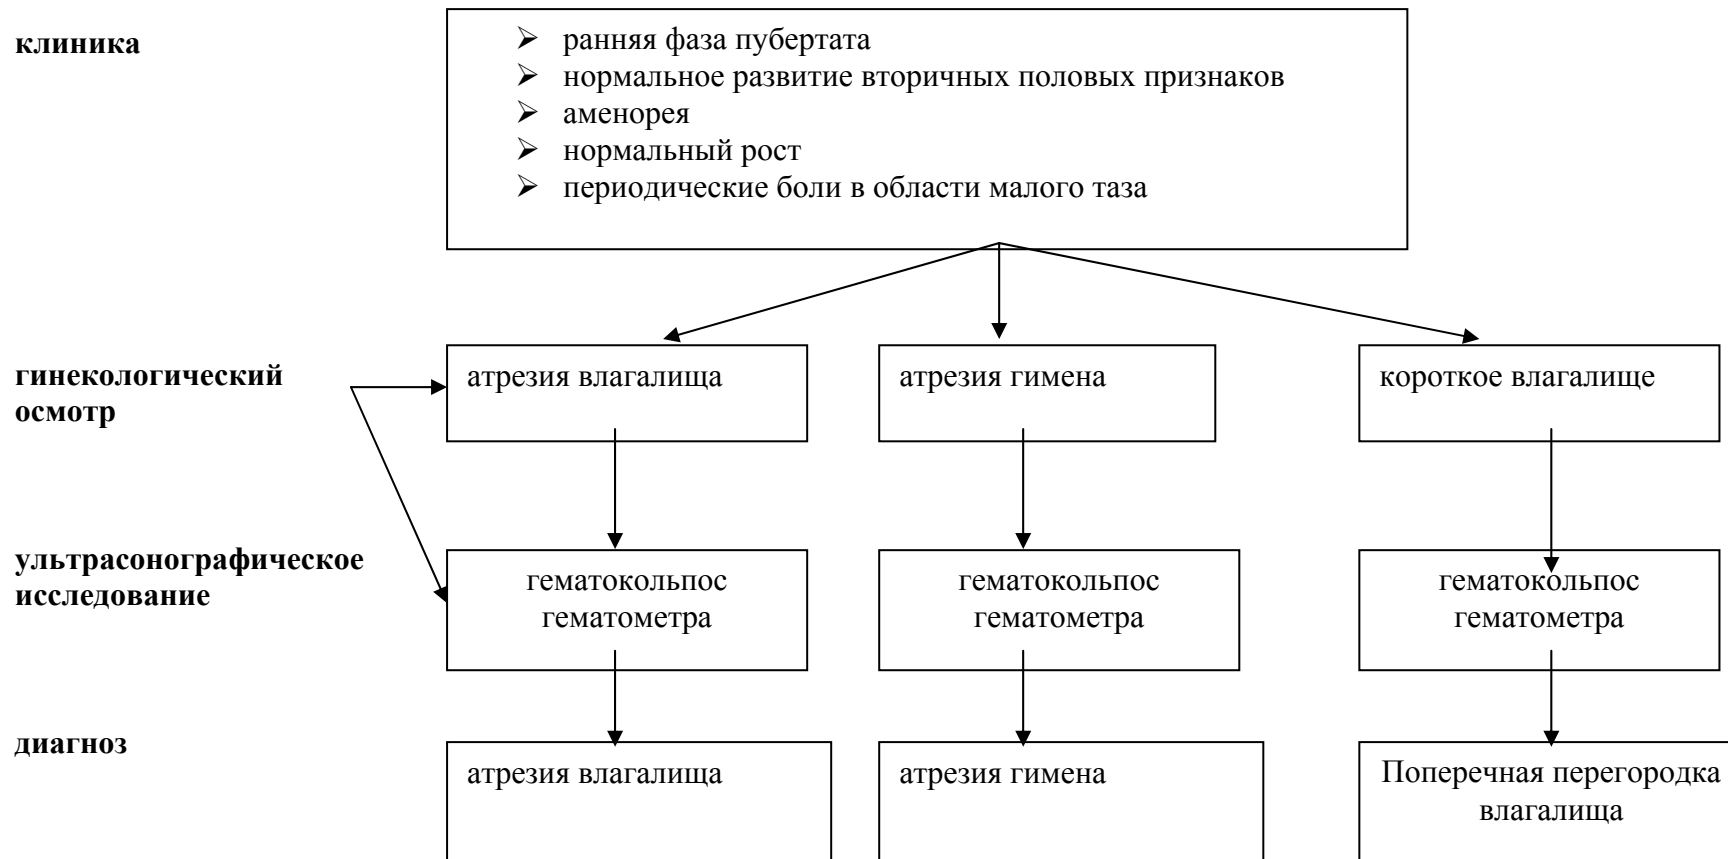 клиника
ранняя фаза пубертата
нормальное развитие вторичных половых признаков
аменорея
нормальный рост
периодические боли в области малого таза
гинекологический
осмотр
атрезия влагалища
атрезия гимена
короткое влагалище
ультрасонографическое
исследование
гематокольпос
гематометра
гематокольпос
гематометра
гематокольпос
гематометра
диагноз
атрезия влагалища
атрезия гимена
Поперечная перегородка
влагалища